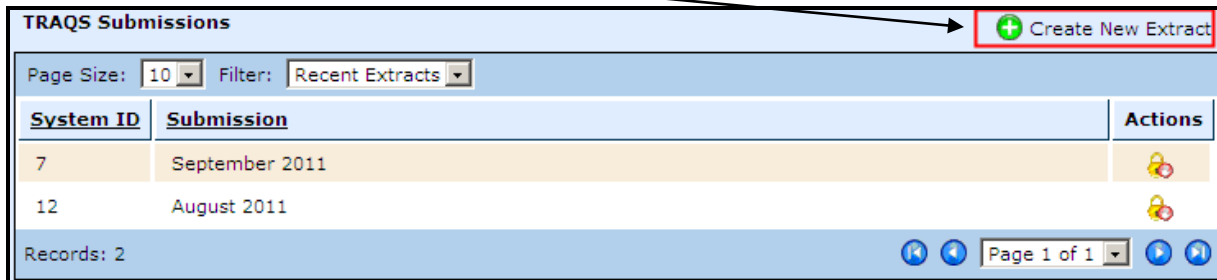 TRAQS Submissions Create New Extract
Page Size: 10 Filter: Recent Extracts
System ID Submission Actions
7 September 2011
12 August 2011
Records: 2 Page 1 of 1